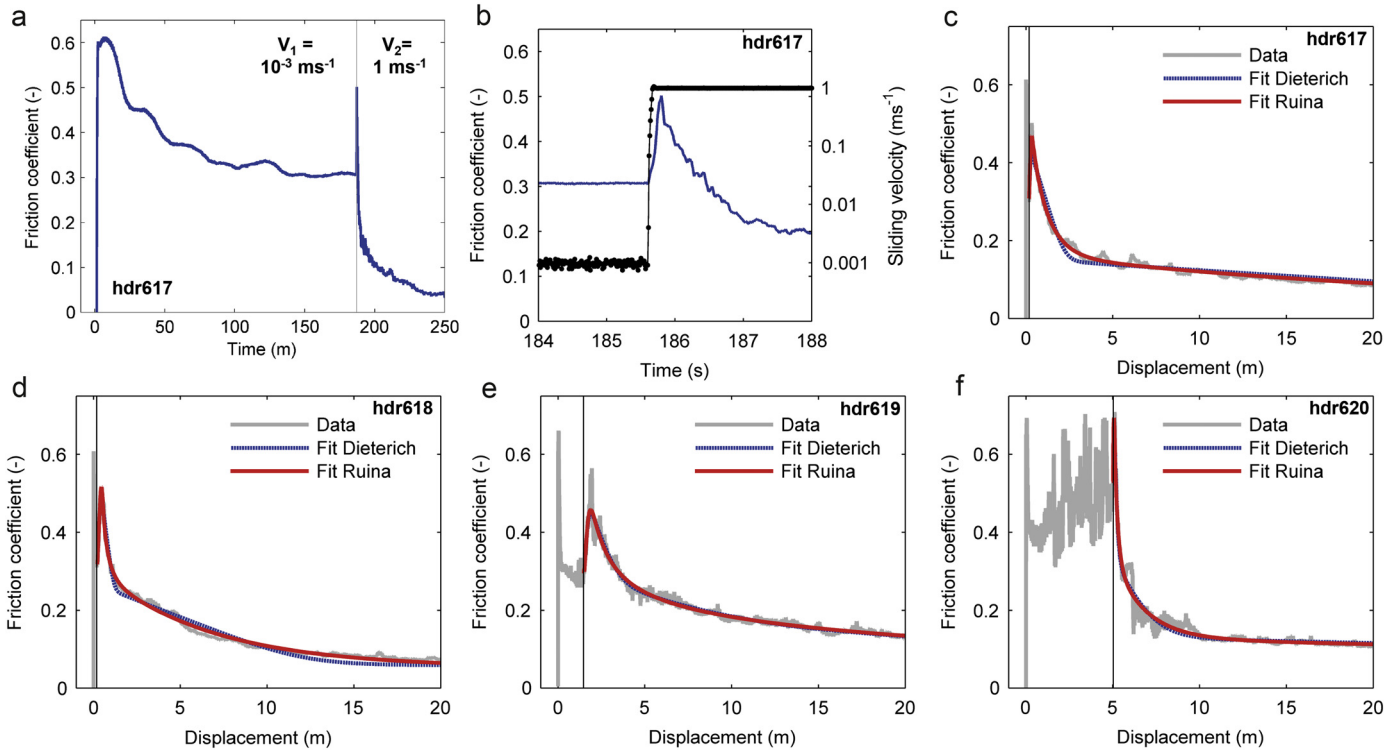 a
Friction coefficient (-)
0.6
0.5
0.4
0.3
0.2
0.1
0
V1 =
10-3 ms-1
V2=
1 ms-1
hdr617
0 50 100 150 200 250
Time (m)
b
Friction coefficient (-)
0.6
0.5
0.4
0.3
0.2
0.1
0
hdr617
1
0.1
0.01
0.001
Sliding velocity (ms-1)
184 185 186 187 188
Time (s)
c
Friction coefficient (-)
0.6
0.4
0.2
0
hdr617
Data
Fit Dieterich
Fit Ruina
0 5 10 15 20
Displacement (m)
d
Friction coefficient (-)
0.6
0.4
0.2
0
hdr618
Data
Fit Dieterich
Fit Ruina
0 5 10 15 20
Displacement (m)
e
Friction coefficient (-)
0.6
0.4
0.2
0
hdr619
Data
Fit Dieterich
Fit Ruina
0 5 10 15 20
Displacement (m)
f
Friction coefficient (-)
0.6
0.4
0.2
0
hdr620
Data
Fit Dieterich
Fit Ruina
0 5 10 15 20
Displacement (m)